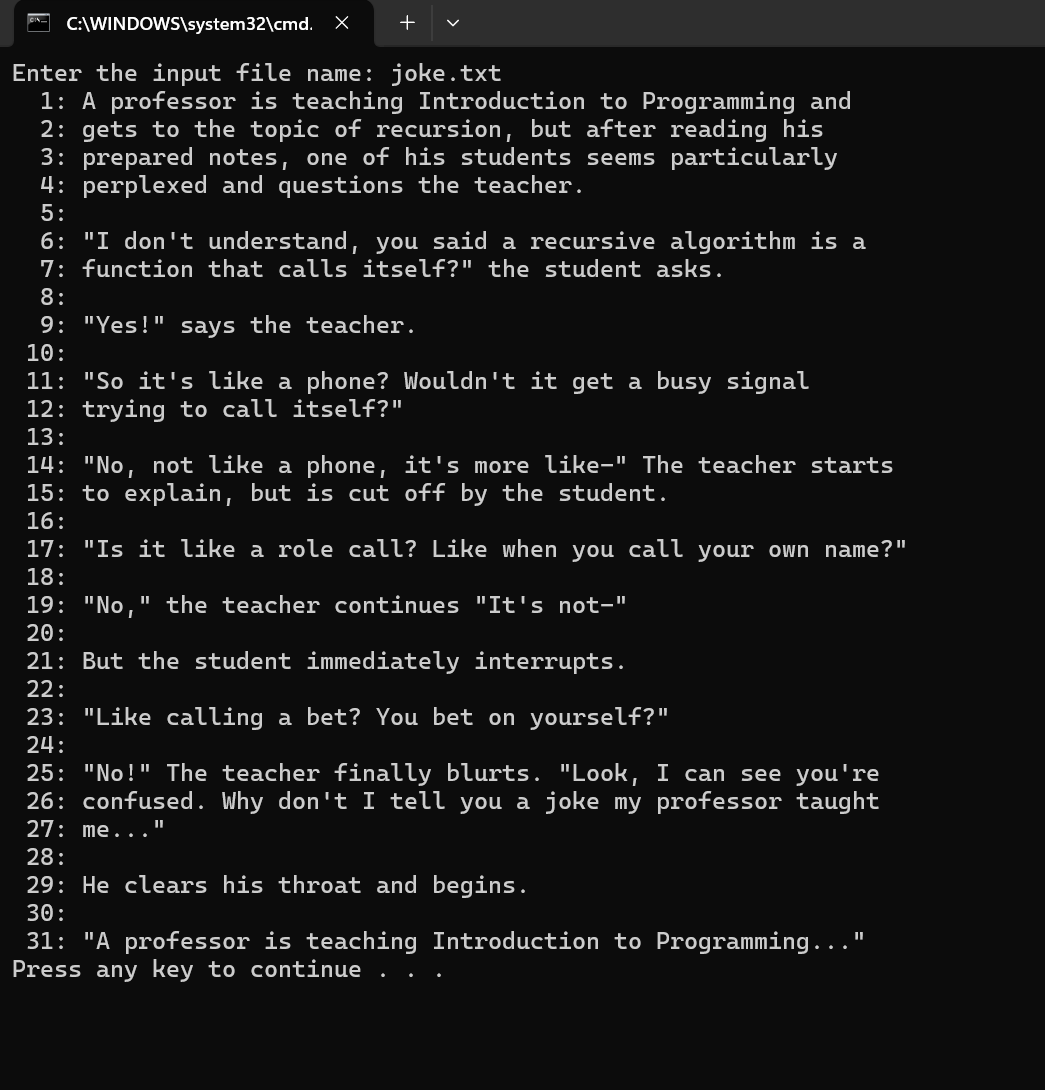 C:\WINDOWS\system32\cmd.
Enter the input file name: joke.txt
  1: A professor is teaching Introduction to Programming and
  2: gets to the topic of recursion, but after reading his
  3: prepared notes, one of his students seems particularly
  4: perplexed and questions the teacher.
  5:
  6: "I don't understand, you said a recursive algorithm is a
  7: function that calls itself?" the student asks.
  8:
  9: "Yes!" says the teacher.
 10:
 11: "So it's like a phone? Wouldn't it get a busy signal
 12: trying to call itself?"
 13:
 14: "No, not like a phone, it's more like—" The teacher starts
 15: to explain, but is cut off by the student.
 16:
 17: "Is it like a role call? Like when you call your own name?"
 18:
 19: "No," the teacher continues "It's not—"
 20:
 21: But the student immediately interrupts.
 22:
 23: "Like calling a bet? You bet on yourself?"
 24:
 25: "No!" The teacher finally blurts. "Look, I can see you're
 26: confused. Why don't I tell you a joke my professor taught
 27: me..."
 28:
 29: He clears his throat and begins.
 30:
 31: "A professor is teaching Introduction to Programming..."
Press any key to continue . . .